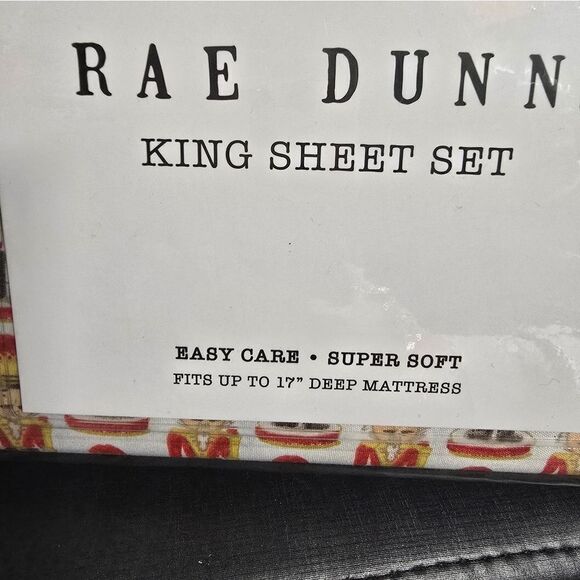 RAE DUNN
KING SHEET SET
EASY CARE • SUPER SOFT
FITS UP TO 17" DEEP MATTRESS